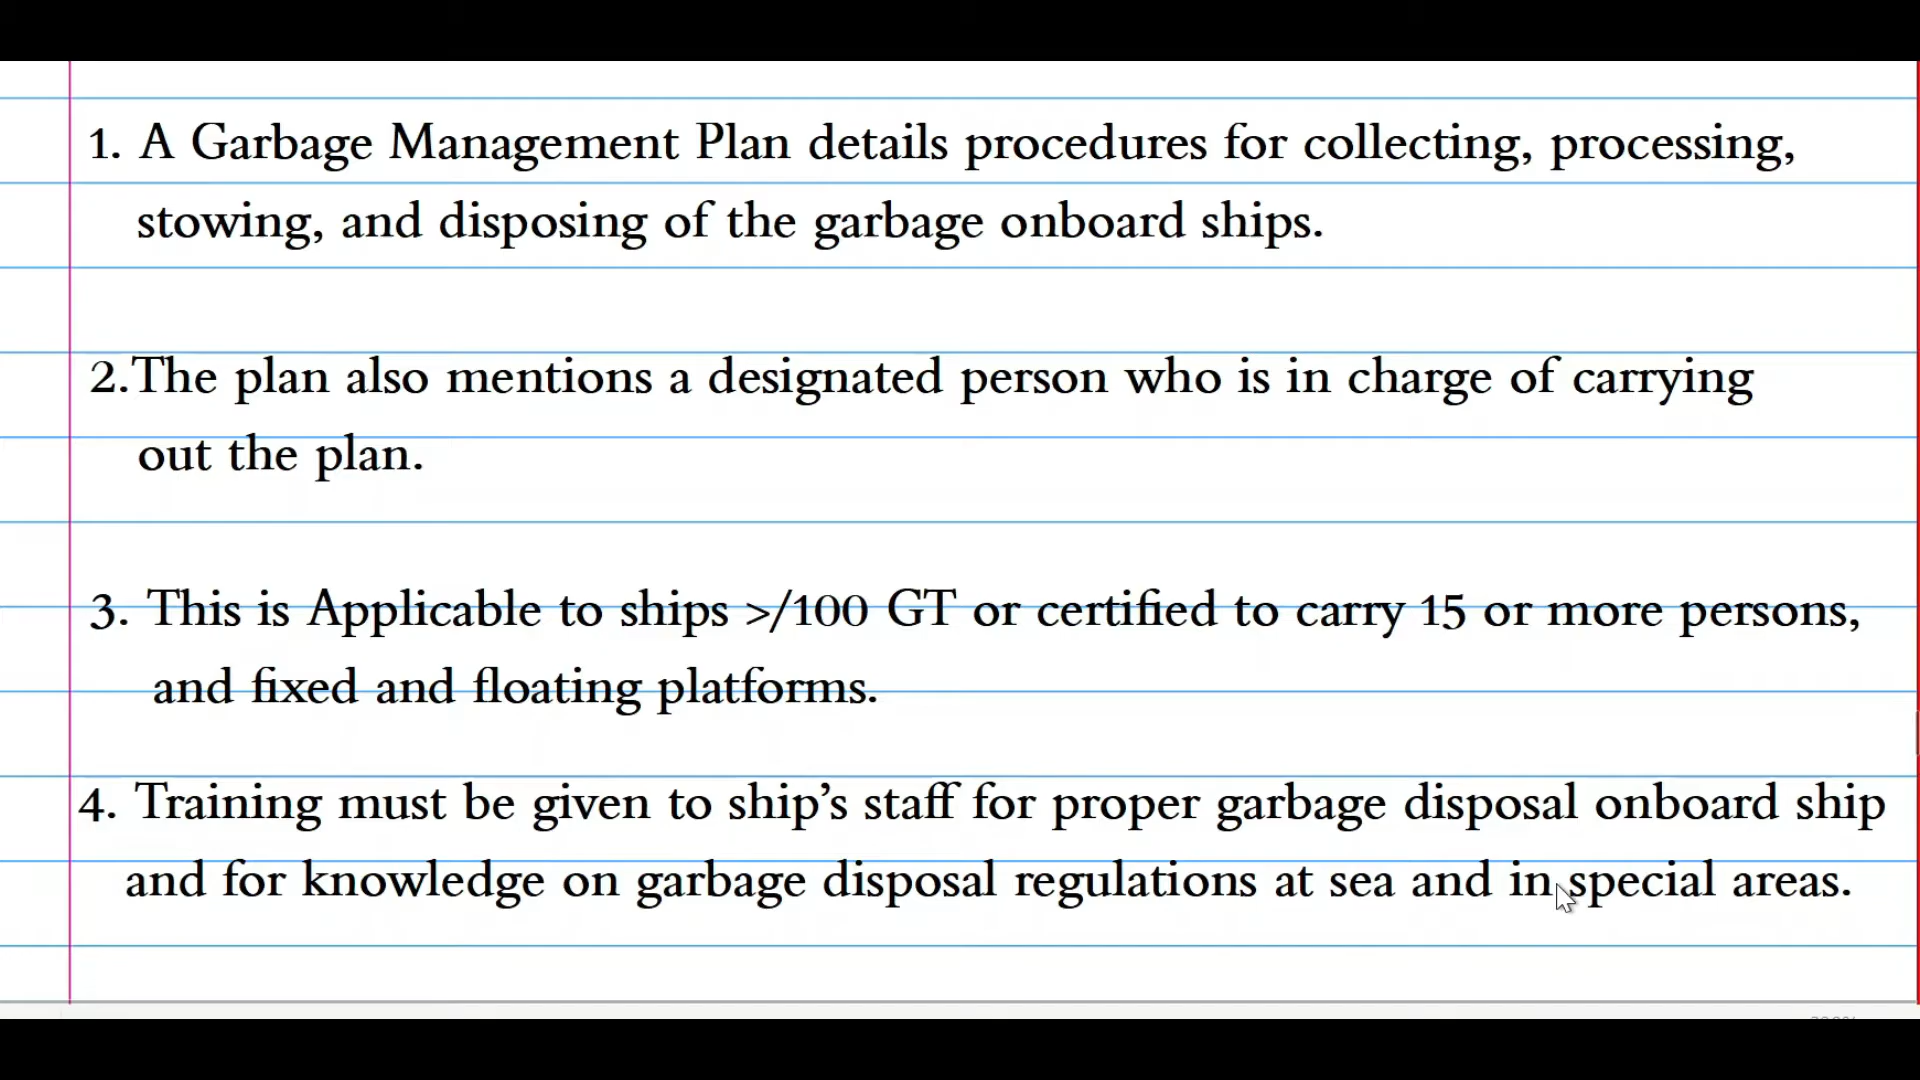 1. A Garbage Management Plan details procedures for collecting, processing,
stowing, and disposing of the garbage onboard ships.
2.The plan also mentions a designated person who is in charge of carrying
out the plan.
3. This is Applicable to ships >/100 GT or certified to carry 15 or more persons,
and fixed and floating platforms.
4. Training must be given to ship’s staff for proper garbage disposal onboard ship
and for knowledge on garbage disposal regulations at sea and in special areas.